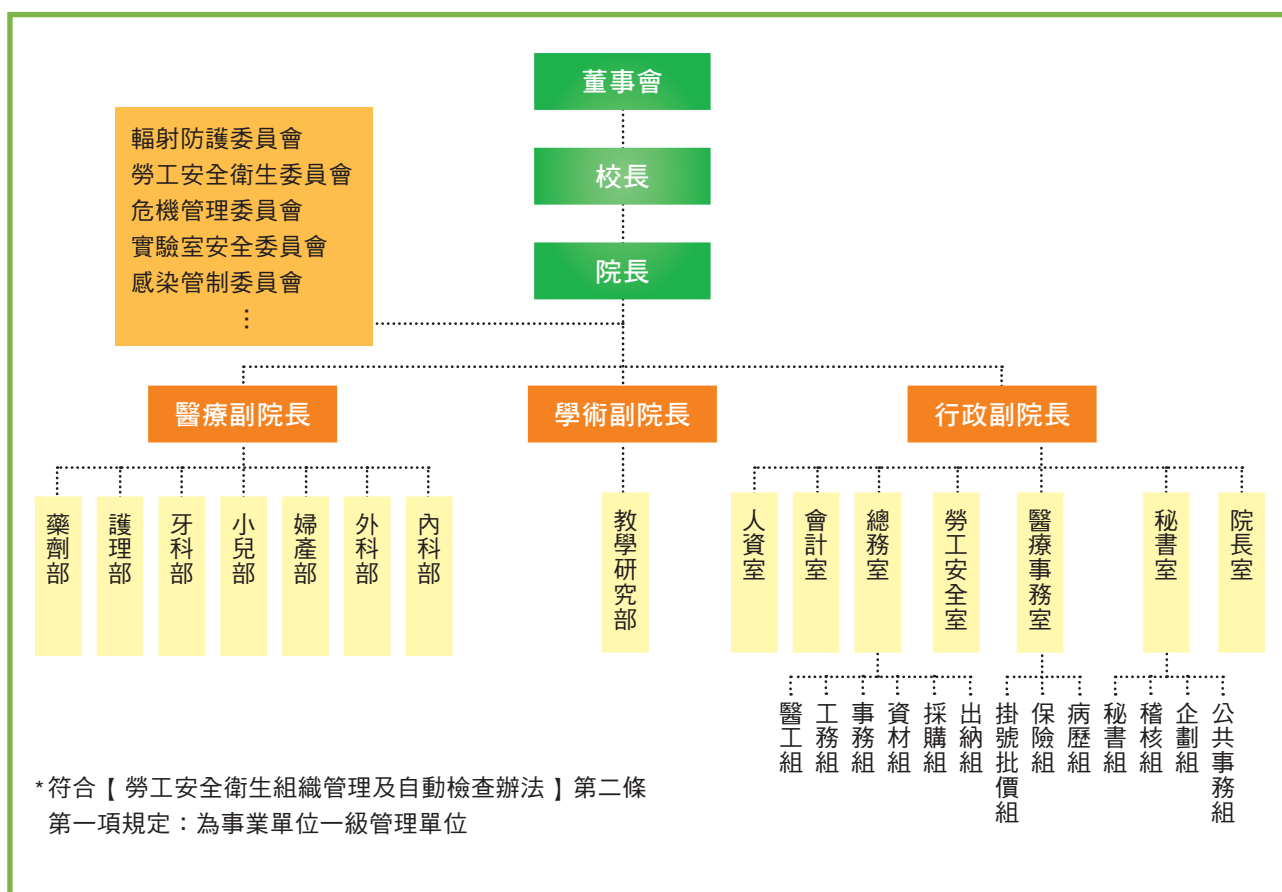 董事會
校長
院長
輻射防護委員會
勞工安全衛生委員會
危機管理委員會
實驗室安全委員會
感染管制委員會
⋮
醫療副院長
學術副院長
行政副院長
藥劑部
護理部
牙科部
小兒部
婦產部
外科部
內科部
教學研究部
人資室
會計室
總務室
勞工安全室
醫療事務室
秘書室
院長室
醫工組
工務組
事務組
資材組
採購組
出納組
掛號批價組
保險組
病歷組
秘書組
稽核組
企劃組
公共事務組
*符合【勞工安全衛生組織管理及自動檢查辦法】第二條
第一項規定：為事業單位一級管理單位